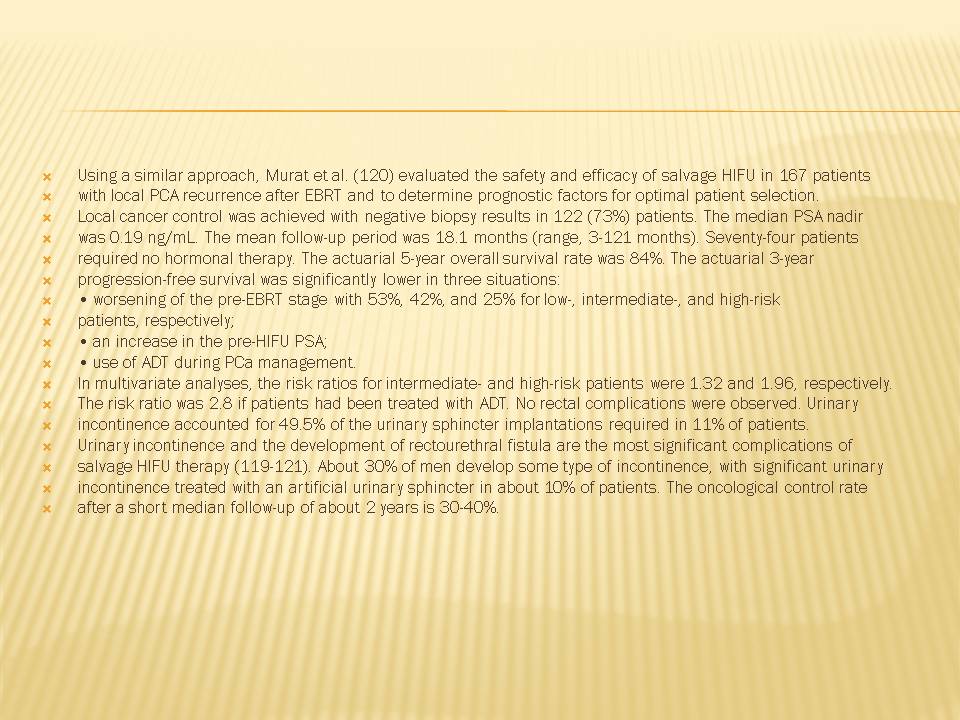 Using a similar approach, Murat et al. (120) evaluated the safety and efficacy of salvage HIFU in 167 patients
with local PCA recurrence after EBRT and to determine prognostic factors for optimal patient selection.
Local cancer control was achieved with negative biopsy results in 122 (73%) patients. The median PSA nadir
was 0.19 ng/mL. The mean follow-up period was 18.1 months (range, 3-121 months). Seventy-four patients
required no hormonal therapy. The actuarial 5-year overall survival rate was 84%. The actuarial 3-year
progression-free survival was significantly lower in three situations:
• worsening of the pre-EBRT stage with 53%, 42%, and 25% for low-, intermediate-, and high-risk
patients, respectively;
• an increase in the pre-HIFU PSA;
• use of ADT during PCa management.
In multivariate analyses, the risk ratios for intermediate- and high-risk patients were 1.32 and 1.96, respectively.
The risk ratio was 2.8 if patients had been treated with ADT. No rectal complications were observed. Urinary
incontinence accounted for 49.5% of the urinary sphincter implantations required in 11% of patients.
Urinary incontinence and the development of rectourethral fistula are the most significant complications of
salvage HIFU therapy (119-121). About 30% of men develop some type of incontinence, with significant urinary
incontinence treated with an artificial urinary sphincter in about 10% of patients. The oncological control rate
after a short median follow-up of about 2 years is 30-40%.